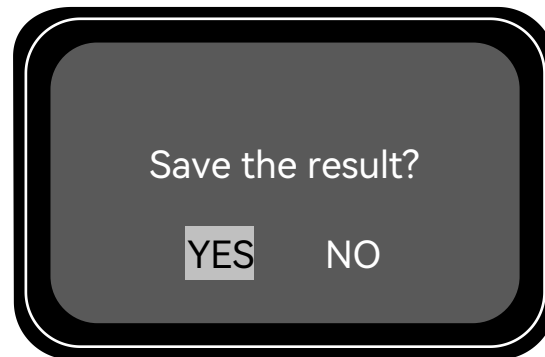 Save the result?
YES NO